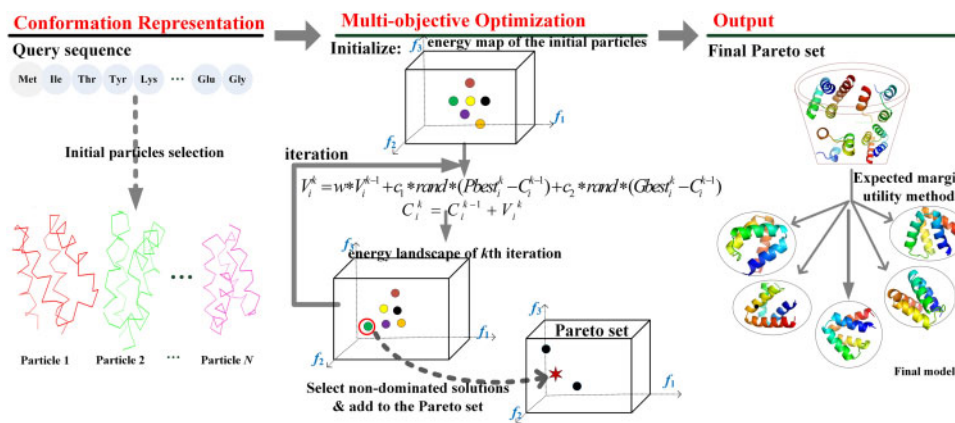 Conformation Representation
Query sequence
Met Ile Thr Tyr Lys ... Glu Gly
Initial particles selection
...
Particle 1 Particle 2 ... Particle N
Multi-objective Optimization
Initialize:
energy map of the initial particles
f3
f1
f2
iteration
V_i^k = w*V_i^{k-1} + c_1*rand*(Pbest_i^k − C_i^{k-1}) + c_2*rand*(Gbest_i^k − C_i^{k-1})
C_i^k = C_i^{k-1} + V_i^k
energy landscape of kth iteration
f3
f1
f2
Pareto set
f3
f1
f2
Select non-dominated solutions
& add to the Pareto set
Output
Final Pareto set
Expected margin
utility method
Final model